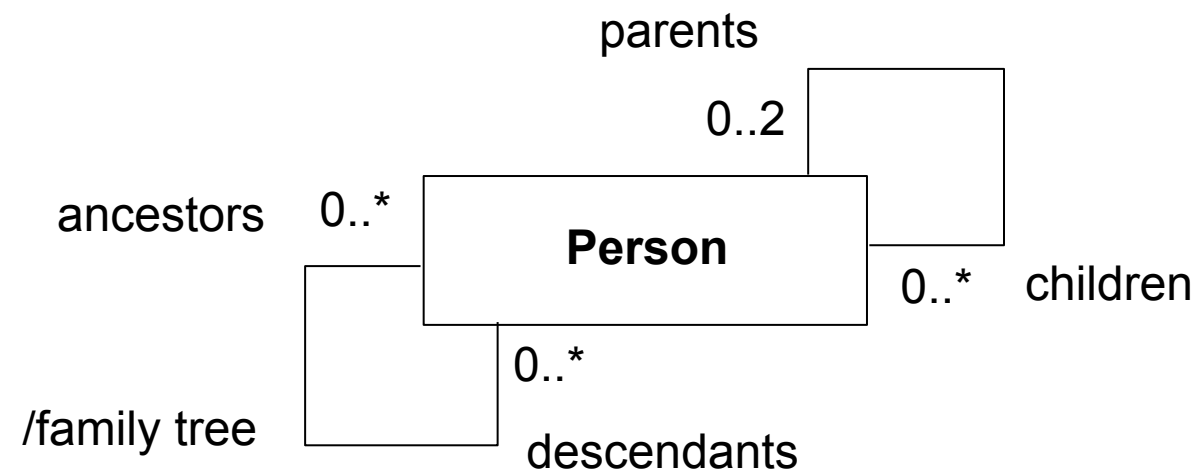 parents
0..2
ancestors 0..*
Person
0..* children
0..*
/family tree
descendants